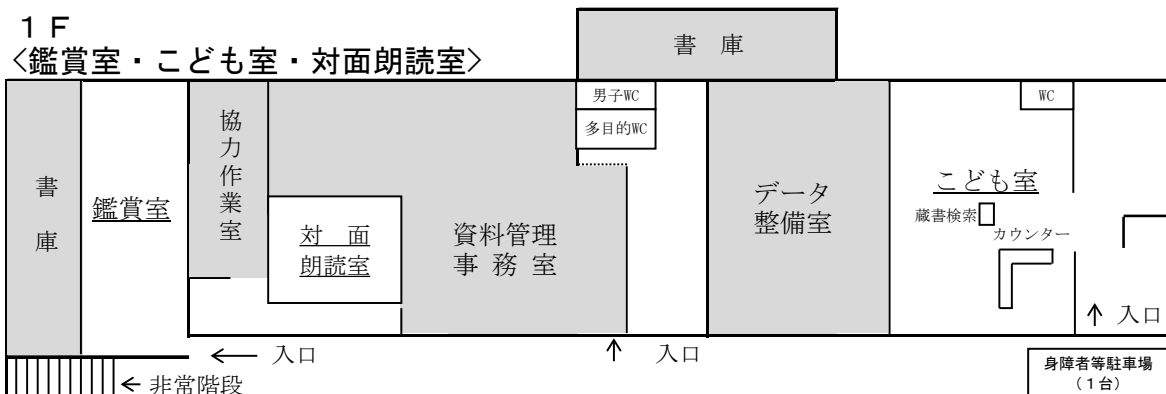 1F
<鑑賞室・こども室・対面朗読室>
書 庫
男子WC
多目的WC
WC
書庫
鑑賞室
協力作業室
対 面
朗読室
資料管理
事 務 室
データ
整備室
こども室
蔵書検索
カウンター
入口
入口
入口
非常階段
身障者等駐車場
(1台)